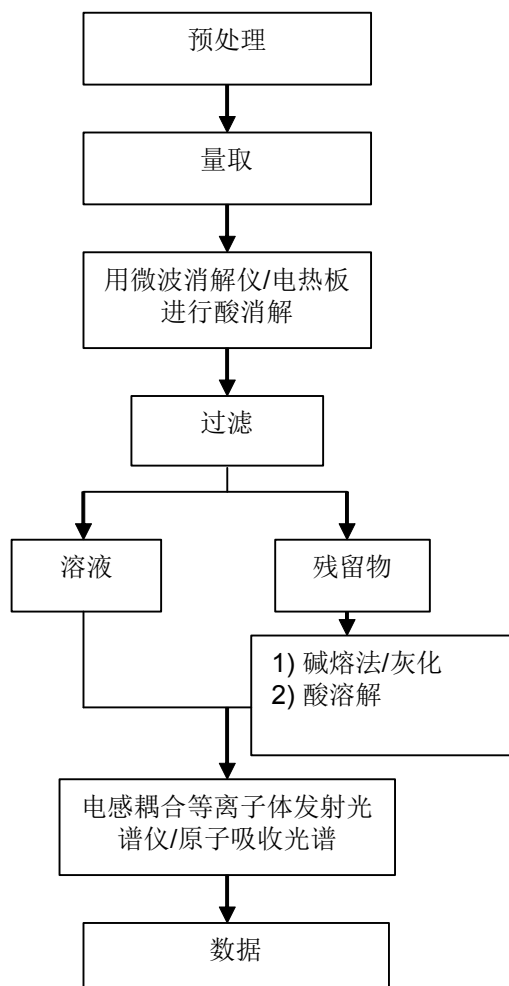 预处理
量取
用微波消解仪/电热板
进行酸消解
过滤
溶液
残留物
1) 碱熔法/灰化
2) 酸溶解
电感耦合等离子体发射光
谱仪/原子吸收光谱
数据